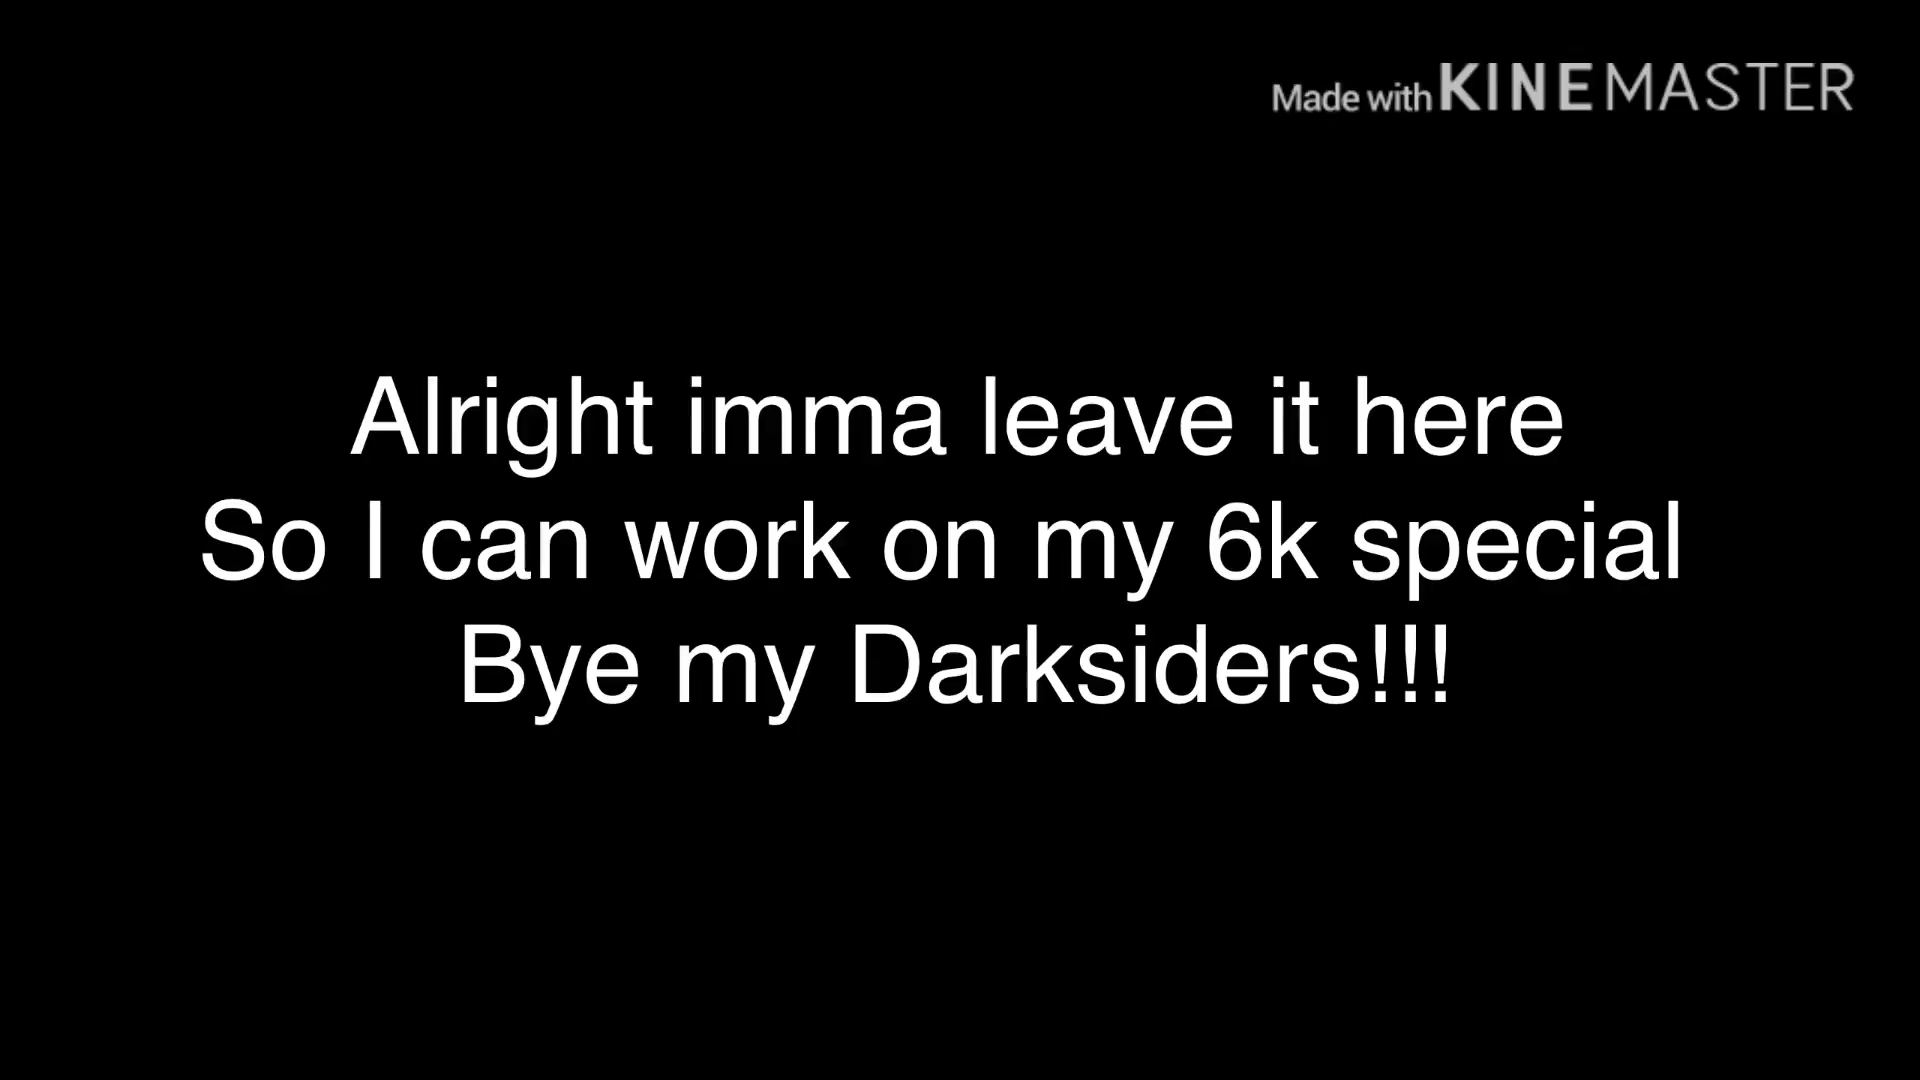 Made with KINEMASTER
Alright imma leave it here
So I can work on my 6k special
Bye my Darksiders!!!